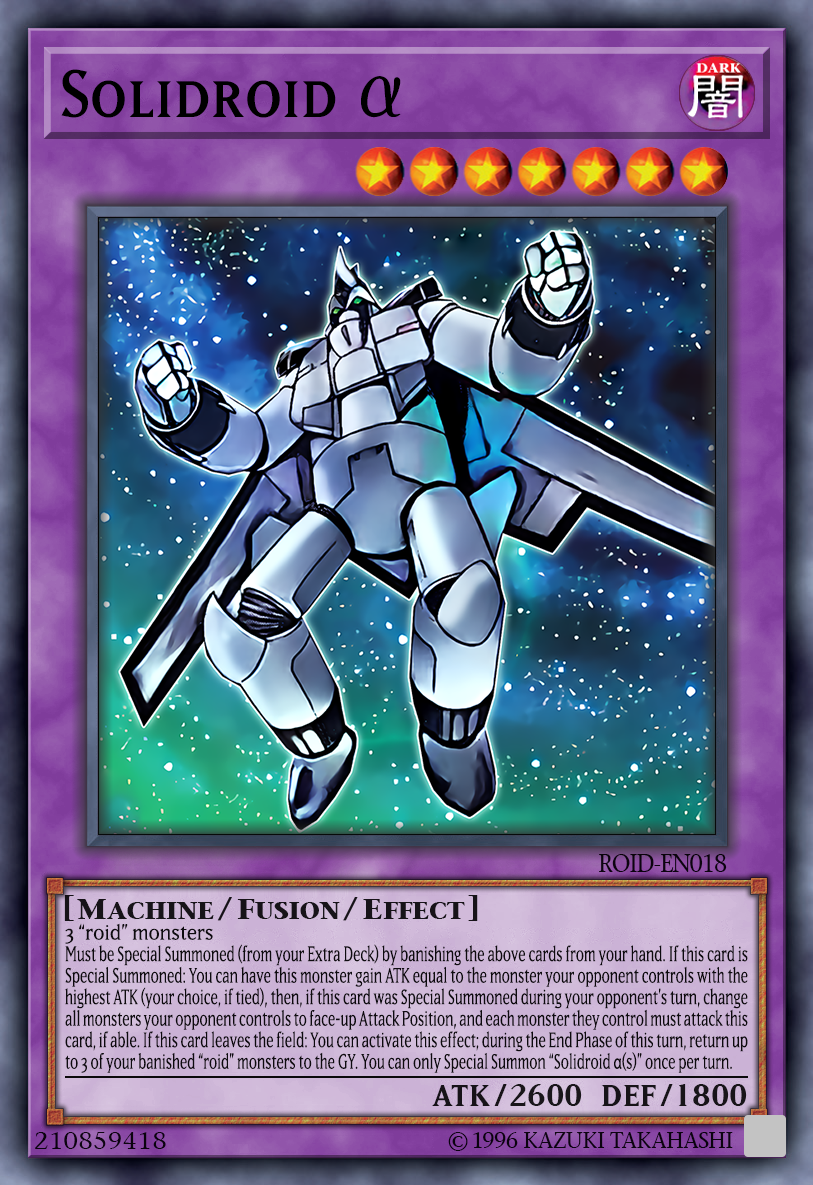 Solidroid α
DARK
闇
ROID-EN018
[Machine/Fusion/Effect]
3 “roid” monsters
Must be Special Summoned (from your Extra Deck) by banishing the above cards from your hand. If this card is
Special Summoned: You can have this monster gain ATK equal to the monster your opponent controls with the
highest ATK (your choice, if tied), then, if this card was Special Summoned during your opponent’s turn, change
all monsters your opponent controls to face-up Attack Position, and each monster they control must attack this
card, if able. If this card leaves the field: You can activate this effect; during the End Phase of this turn, return up
to 3 of your banished “roid” monsters to the GY. You can only Special Summon “Solidroid α(s)” once per turn.
ATK/2600 DEF/1800
210859418
© 1996 KAZUKI TAKAHASHI